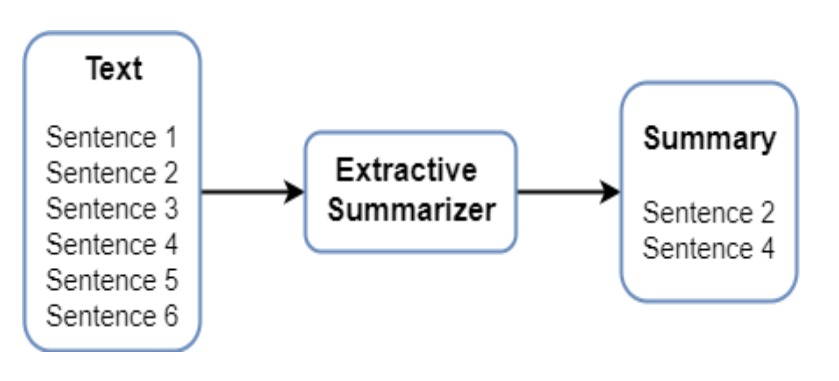 Text
Sentence 1
Sentence 2
Sentence 3
Sentence 4
Sentence 5
Sentence 6
Extractive
Summarizer
Summary
Sentence 2
Sentence 4